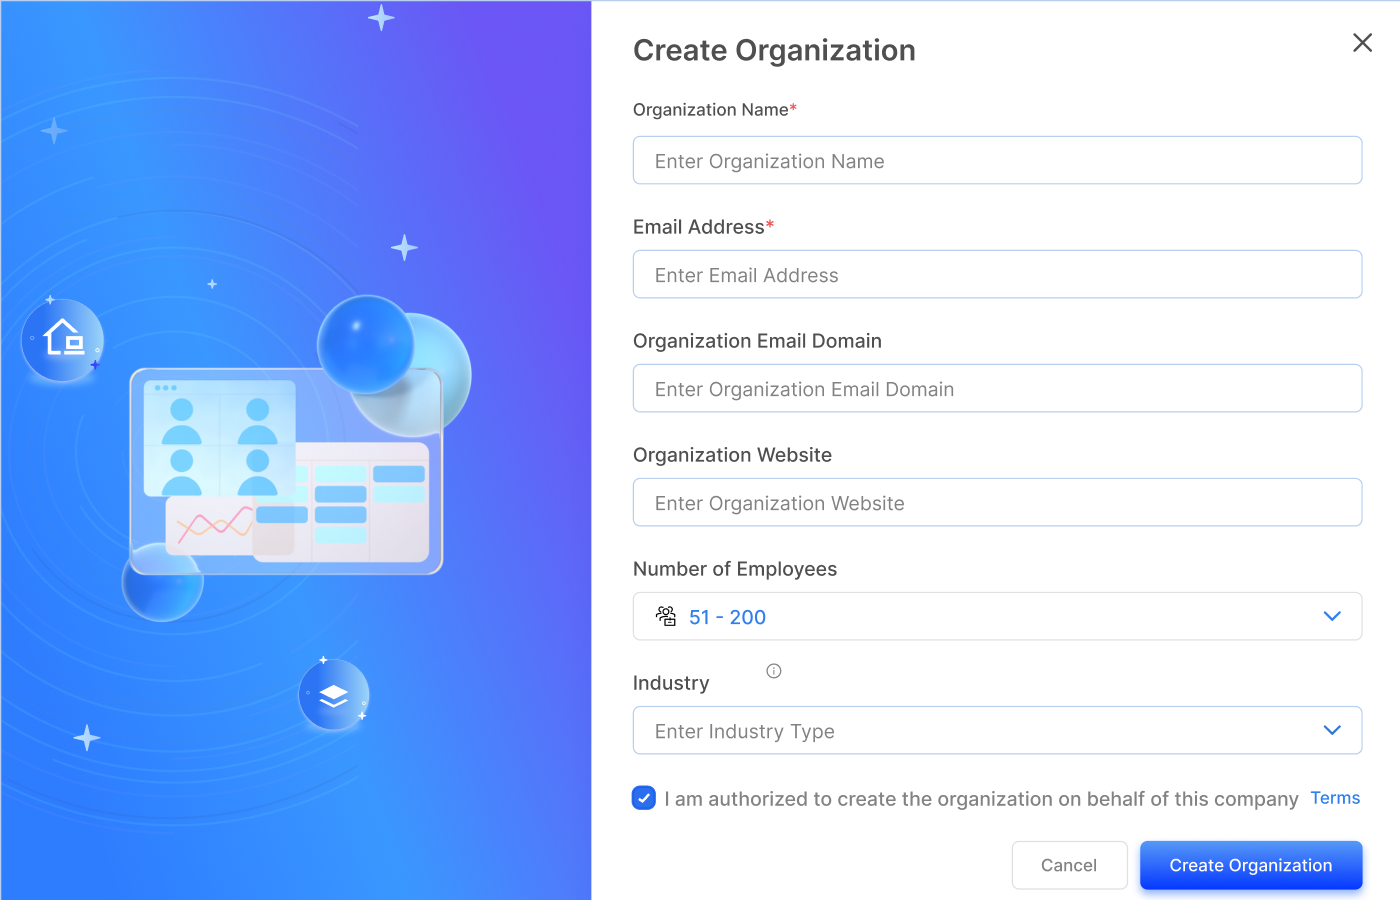 Create Organization
Organization Name*
Enter Organization Name
Email Address*
Enter Email Address
Organization Email Domain
Enter Organization Email Domain
Organization Website
Enter Organization Website
Number of Employees
51 - 200
Industry
Enter Industry Type
I am authorized to create the organization on behalf of this company Terms
Cancel Create Organization